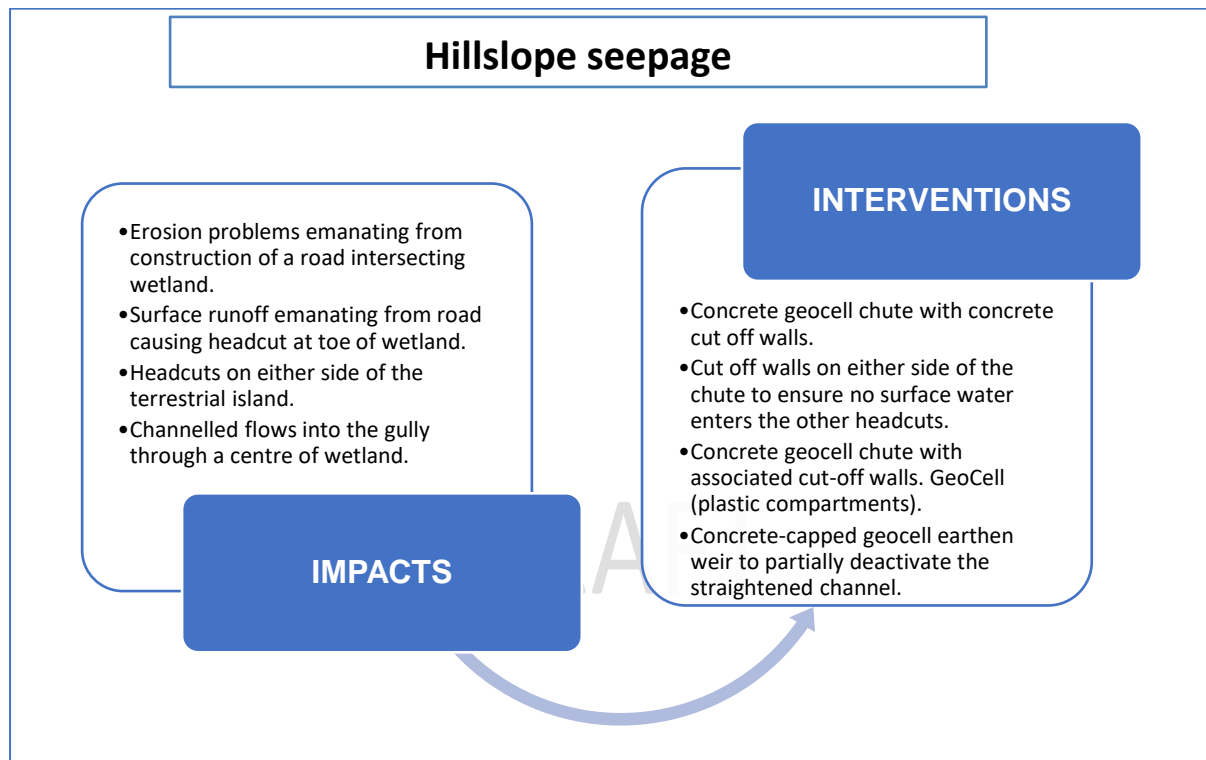 Hillslope seepage
•Erosion problems emanating from
construction of a road intersecting
wetland.
•Surface runoff emanating from road
causing headcut at toe of wetland.
•Headcuts on either side of the
terrestrial island.
•Channelled flows into the gully
through a centre of wetland.
IMPACTS
INTERVENTIONS
•Concrete geocell chute with concrete
cut off walls.
•Cut off walls on either side of the
chute to ensure no surface water
enters the other headcuts.
•Concrete geocell chute with
associated cut-off walls. GeoCell
(plastic compartments).
•Concrete-capped geocell earthen
weir to partially deactivate the
straightened channel.